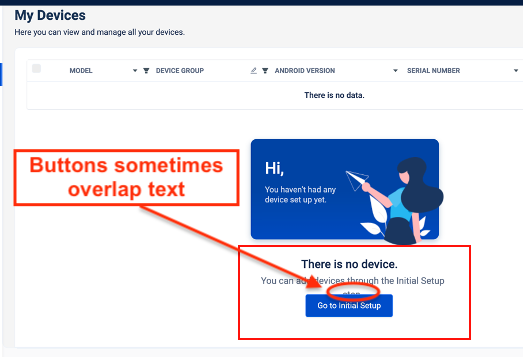 My Devices
Here you can view and manage all your devices.
MODEL DEVICE GROUP ANDROID VERSION SERIAL NUMBER
There is no data.
Buttons sometimes
overlap text
Hi,
You haven't had any
device set up yet.
There is no device.
You can add devices through the Initial Setup
Go to Initial Setup